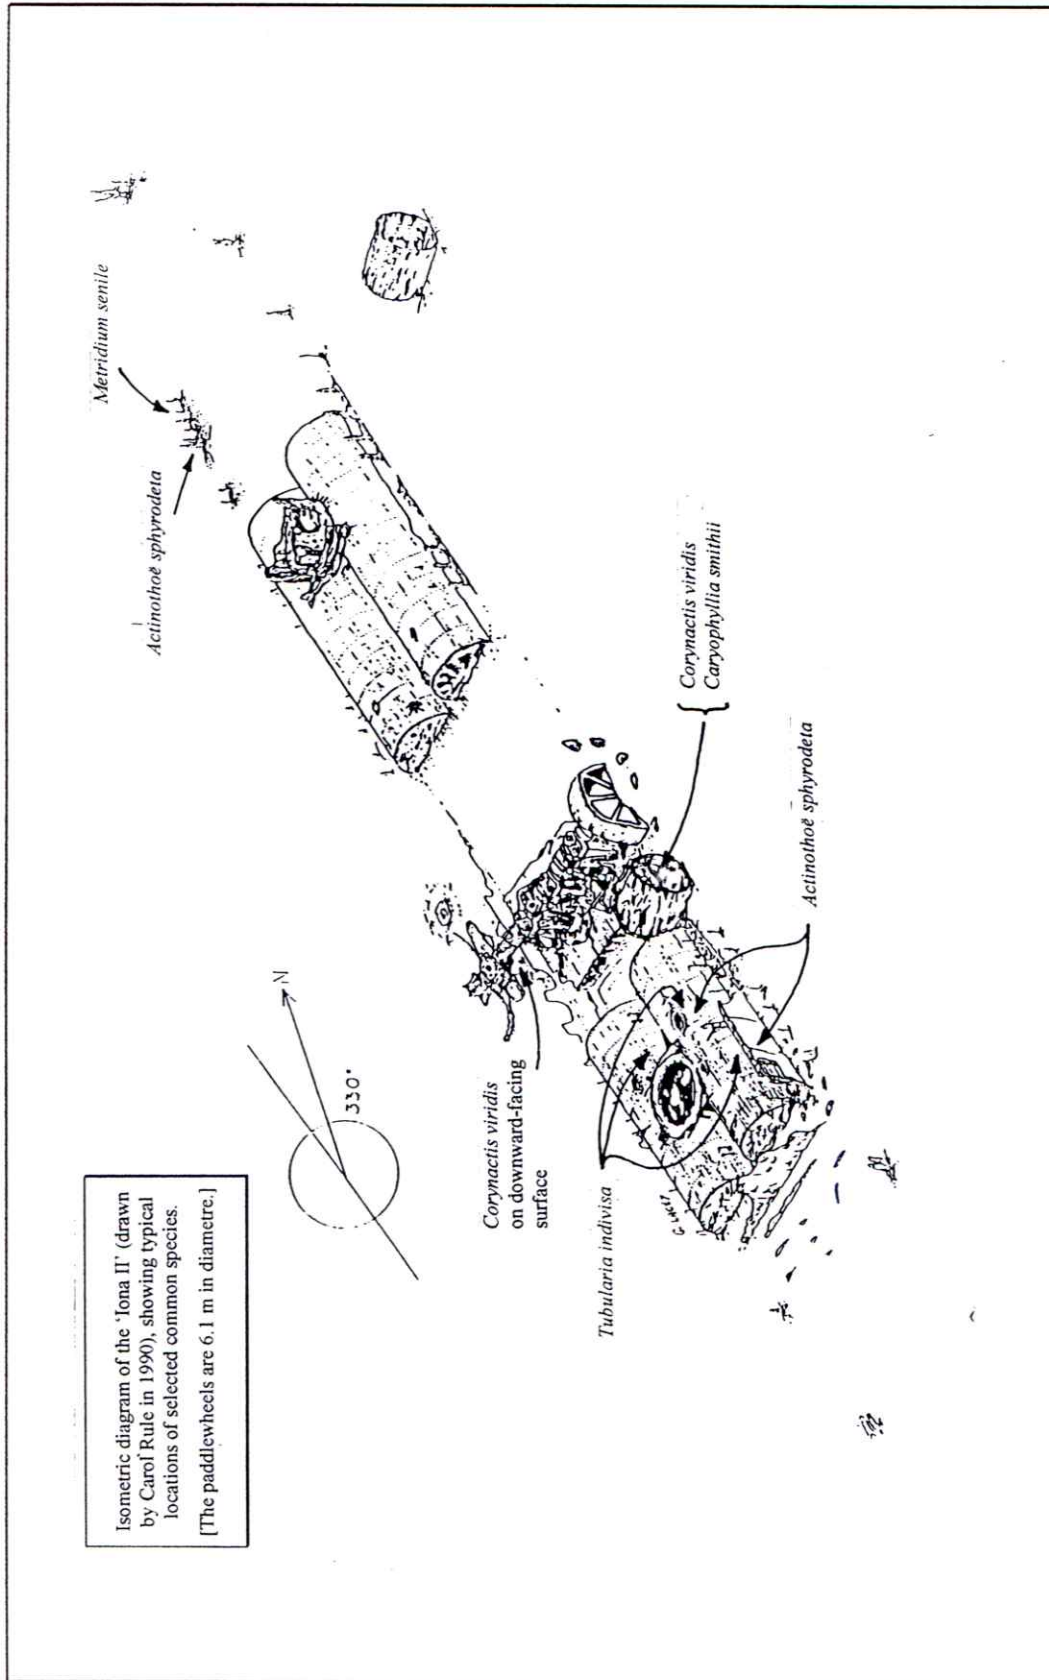 Isometric diagram of the 'Iona II' (drawn
by Carol Rule in 1990), showing typical
locations of selected common species.
[The paddlewheels are 6.1 m in diametre.]
N
330°
Metridium senile
Actinothoë sphyrodeta
Corynactis viridis
on downward-facing
surface
Corynactis viridis
Caryophyllia smithii
Tubularia indivisa
Actinothoë sphyrodeta